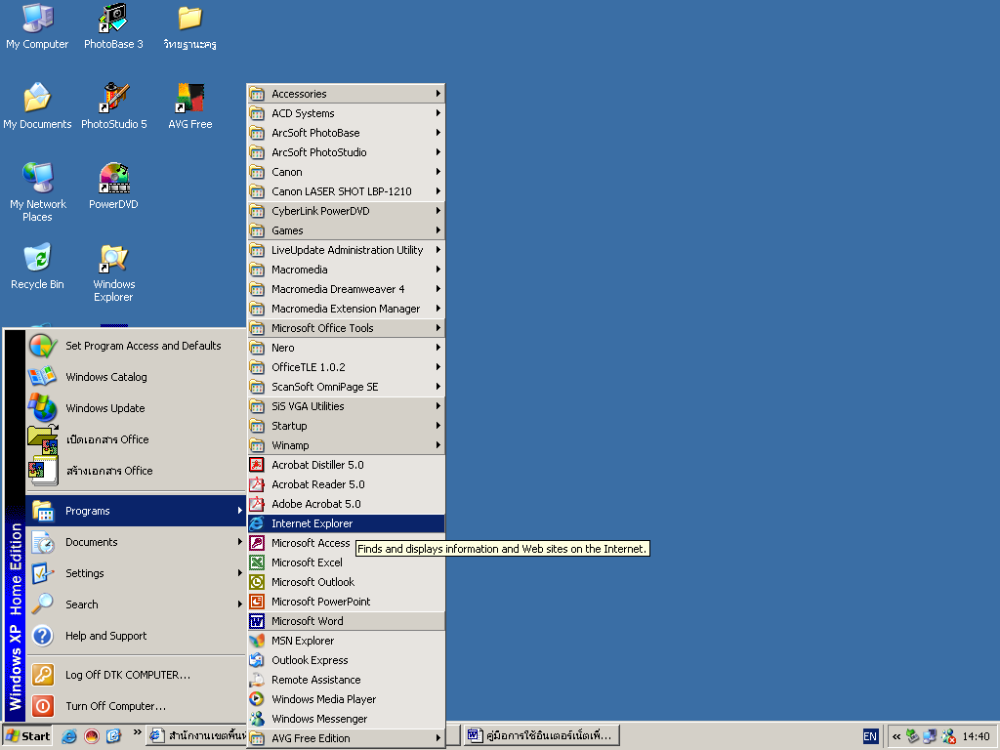 My Computer
PhotoBase 3
วิทยฐานะครู
My Documents
PhotoStudio 5
AVG Free
My Network
Places
PowerDVD
Recycle Bin
Windows
Explorer
Set Program Access and Defaults
Windows Catalog
Windows Update
เปิดเอกสาร Office
สร้างเอกสาร Office
Programs
Documents
Settings
Search
Help and Support
Log Off DTK COMPUTER...
Turn Off Computer...
Windows XP Home Edition
Accessories
ACD Systems
ArcSoft PhotoBase
ArcSoft PhotoStudio
Canon
Canon LASER SHOT LBP-1210
CyberLink PowerDVD
Games
LiveUpdate Administration Utility
Macromedia
Macromedia Dreamweaver 4
Macromedia Extension Manager
Microsoft Office Tools
Nero
OfficeTLE 1.0.2
ScanSoft OmniPage SE
SiS VGA Utilities
Startup
Winamp
Acrobat Distiller 5.0
Acrobat Reader 5.0
Adobe Acrobat 5.0
Internet Explorer
Microsoft Access
Finds and displays information and Web sites on the Internet.
Microsoft Excel
Microsoft Outlook
Microsoft PowerPoint
Microsoft Word
MSN Explorer
Outlook Express
Remote Assistance
Windows Media Player
Windows Messenger
AVG Free Edition
Start
»
สำนักงานเขตพื้นที่
คู่มือการใช้อินเตอร์เน็ตเพื่...
EN
«
14:40